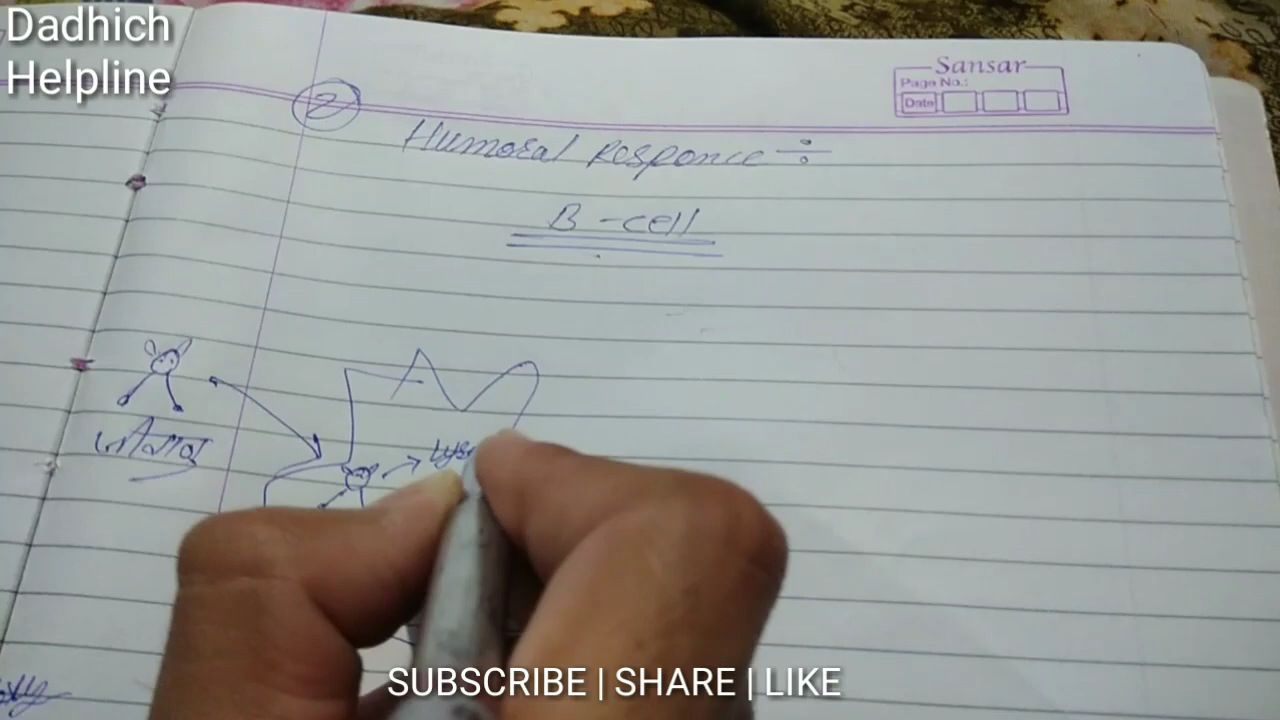 Dadhich
Helpline
Sansar
Page No.:
Date
2
Humoral Responce ÷
B - cell
जीवाणु
SUBSCRIBE | SHARE | LIKE